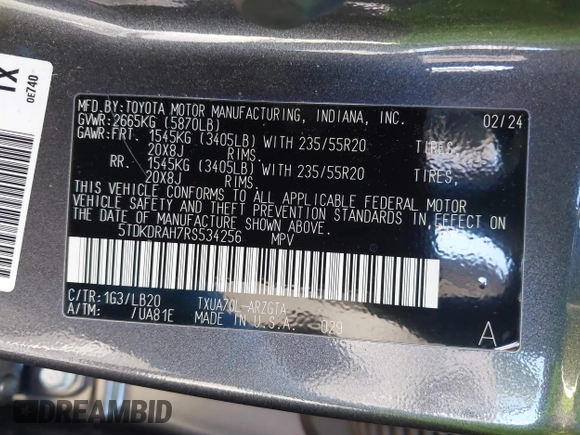 TX
0E740
MFD.BY:TOYOTA MOTOR MANUFACTURING, INDIANA, INC. 02/24
GVWR:2665KG (5870LB)
GAWR:FRT. 1545KG (3405LB) WITH 235/55R20 TIRES,
20X8J RIMS.
RR. 1545KG (3405LB) WITH 235/55R20 TIRES,
20X8J RIMS.
THIS VEHICLE CONFORMS TO ALL APPLICABLE FEDERAL MOTOR
VEHICLE SAFETY AND THEFT PREVENTION STANDARDS IN EFFECT ON
THE DATE OF MANUFACTURE SHOWN ABOVE.
5TDKDRAH7RS534256 MPV
C/TR:1G3/LB20 TXUA70L-ARZGTA
A/TM: /UA81E MADE IN U.S.A. 029
A
DREAMBID